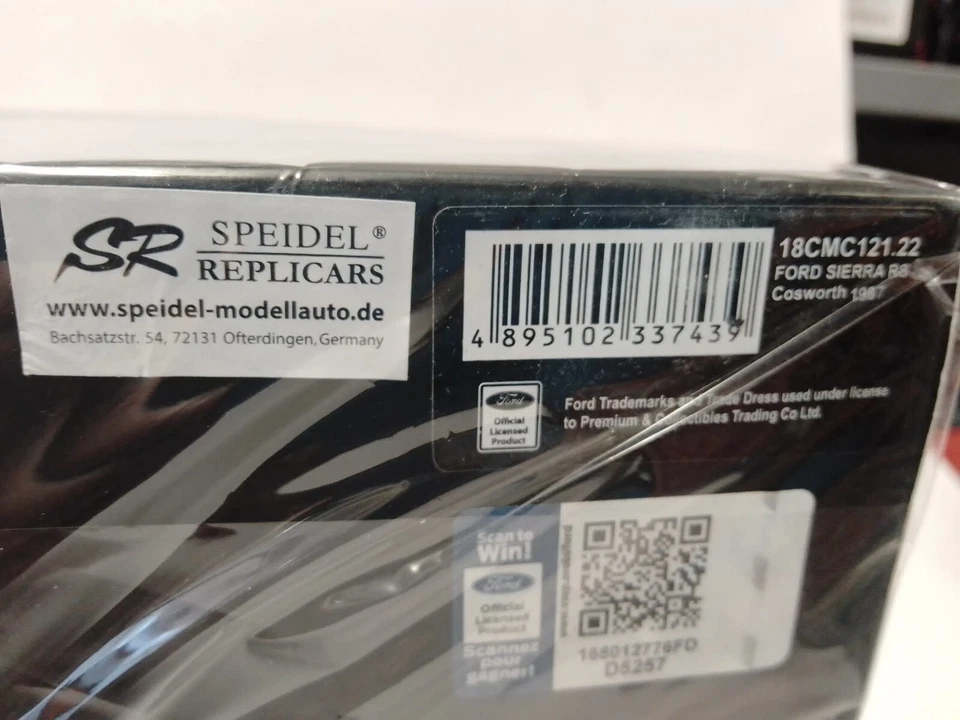 SR
SPEIDEL®
REPLICARS
www.speidel-modellauto.de
Bachsatzstr. 54, 72131 Ofterdingen, Germany
4 895102 337439
18CMC121.22
FORD SIERRA RS
Cosworth 1987
Ford
Official
Licensed
Product
Ford Trademarks and Trade Dress used under license
to Premium & Collectibles Trading Co Ltd.
Scan to
Win!
Ford
Official
Licensed
Product
Scannez
pour
gagner!
165012776FD
D5257